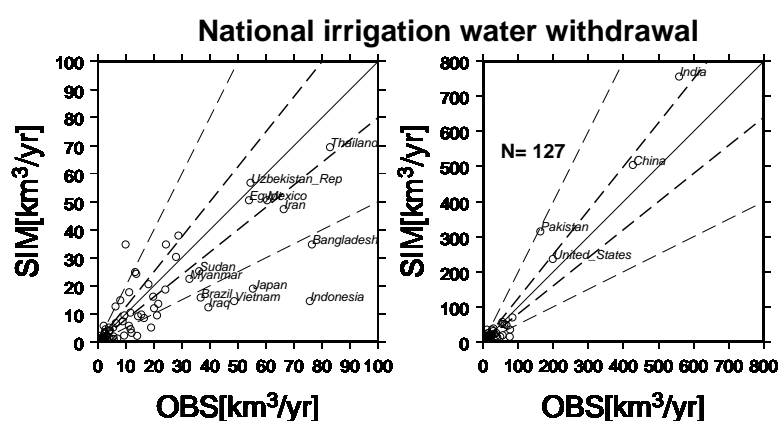 National irrigation water withdrawal
SIM[km³/yr]
100
90
80
70
60
50
40
30
20
10
0
Thailand
Uzbekistan_Rep
Mexico
Iran
Bangladesh
Sudan
Myanmar
Brazil
Iraq
Japan
Vietnam
Indonesia
0 10 20 30 40 50 60 70 80 90 100
OBS[km³/yr]
SIM[km³/yr]
800
700
600
500
400
300
200
100
0
India
N= 127
China
Pakistan
United_States
0 100 200 300 400 500 600 700 800
OBS[km³/yr]